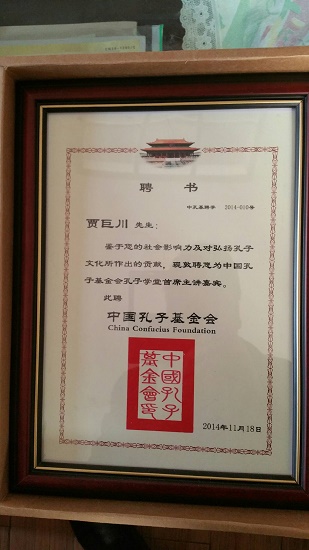 聘 书
中孔基聘字 2014-010号
贾巨川 先生：
鉴于您的社会影响力及对弘扬孔子
文化所作出的贡献，现敦聘您为中国孔
子基金会孔子学堂首席主讲嘉宾。
此聘
中国孔子基金会
China Confucius Foundation
中國孔子
基金會印
2014年11月18日